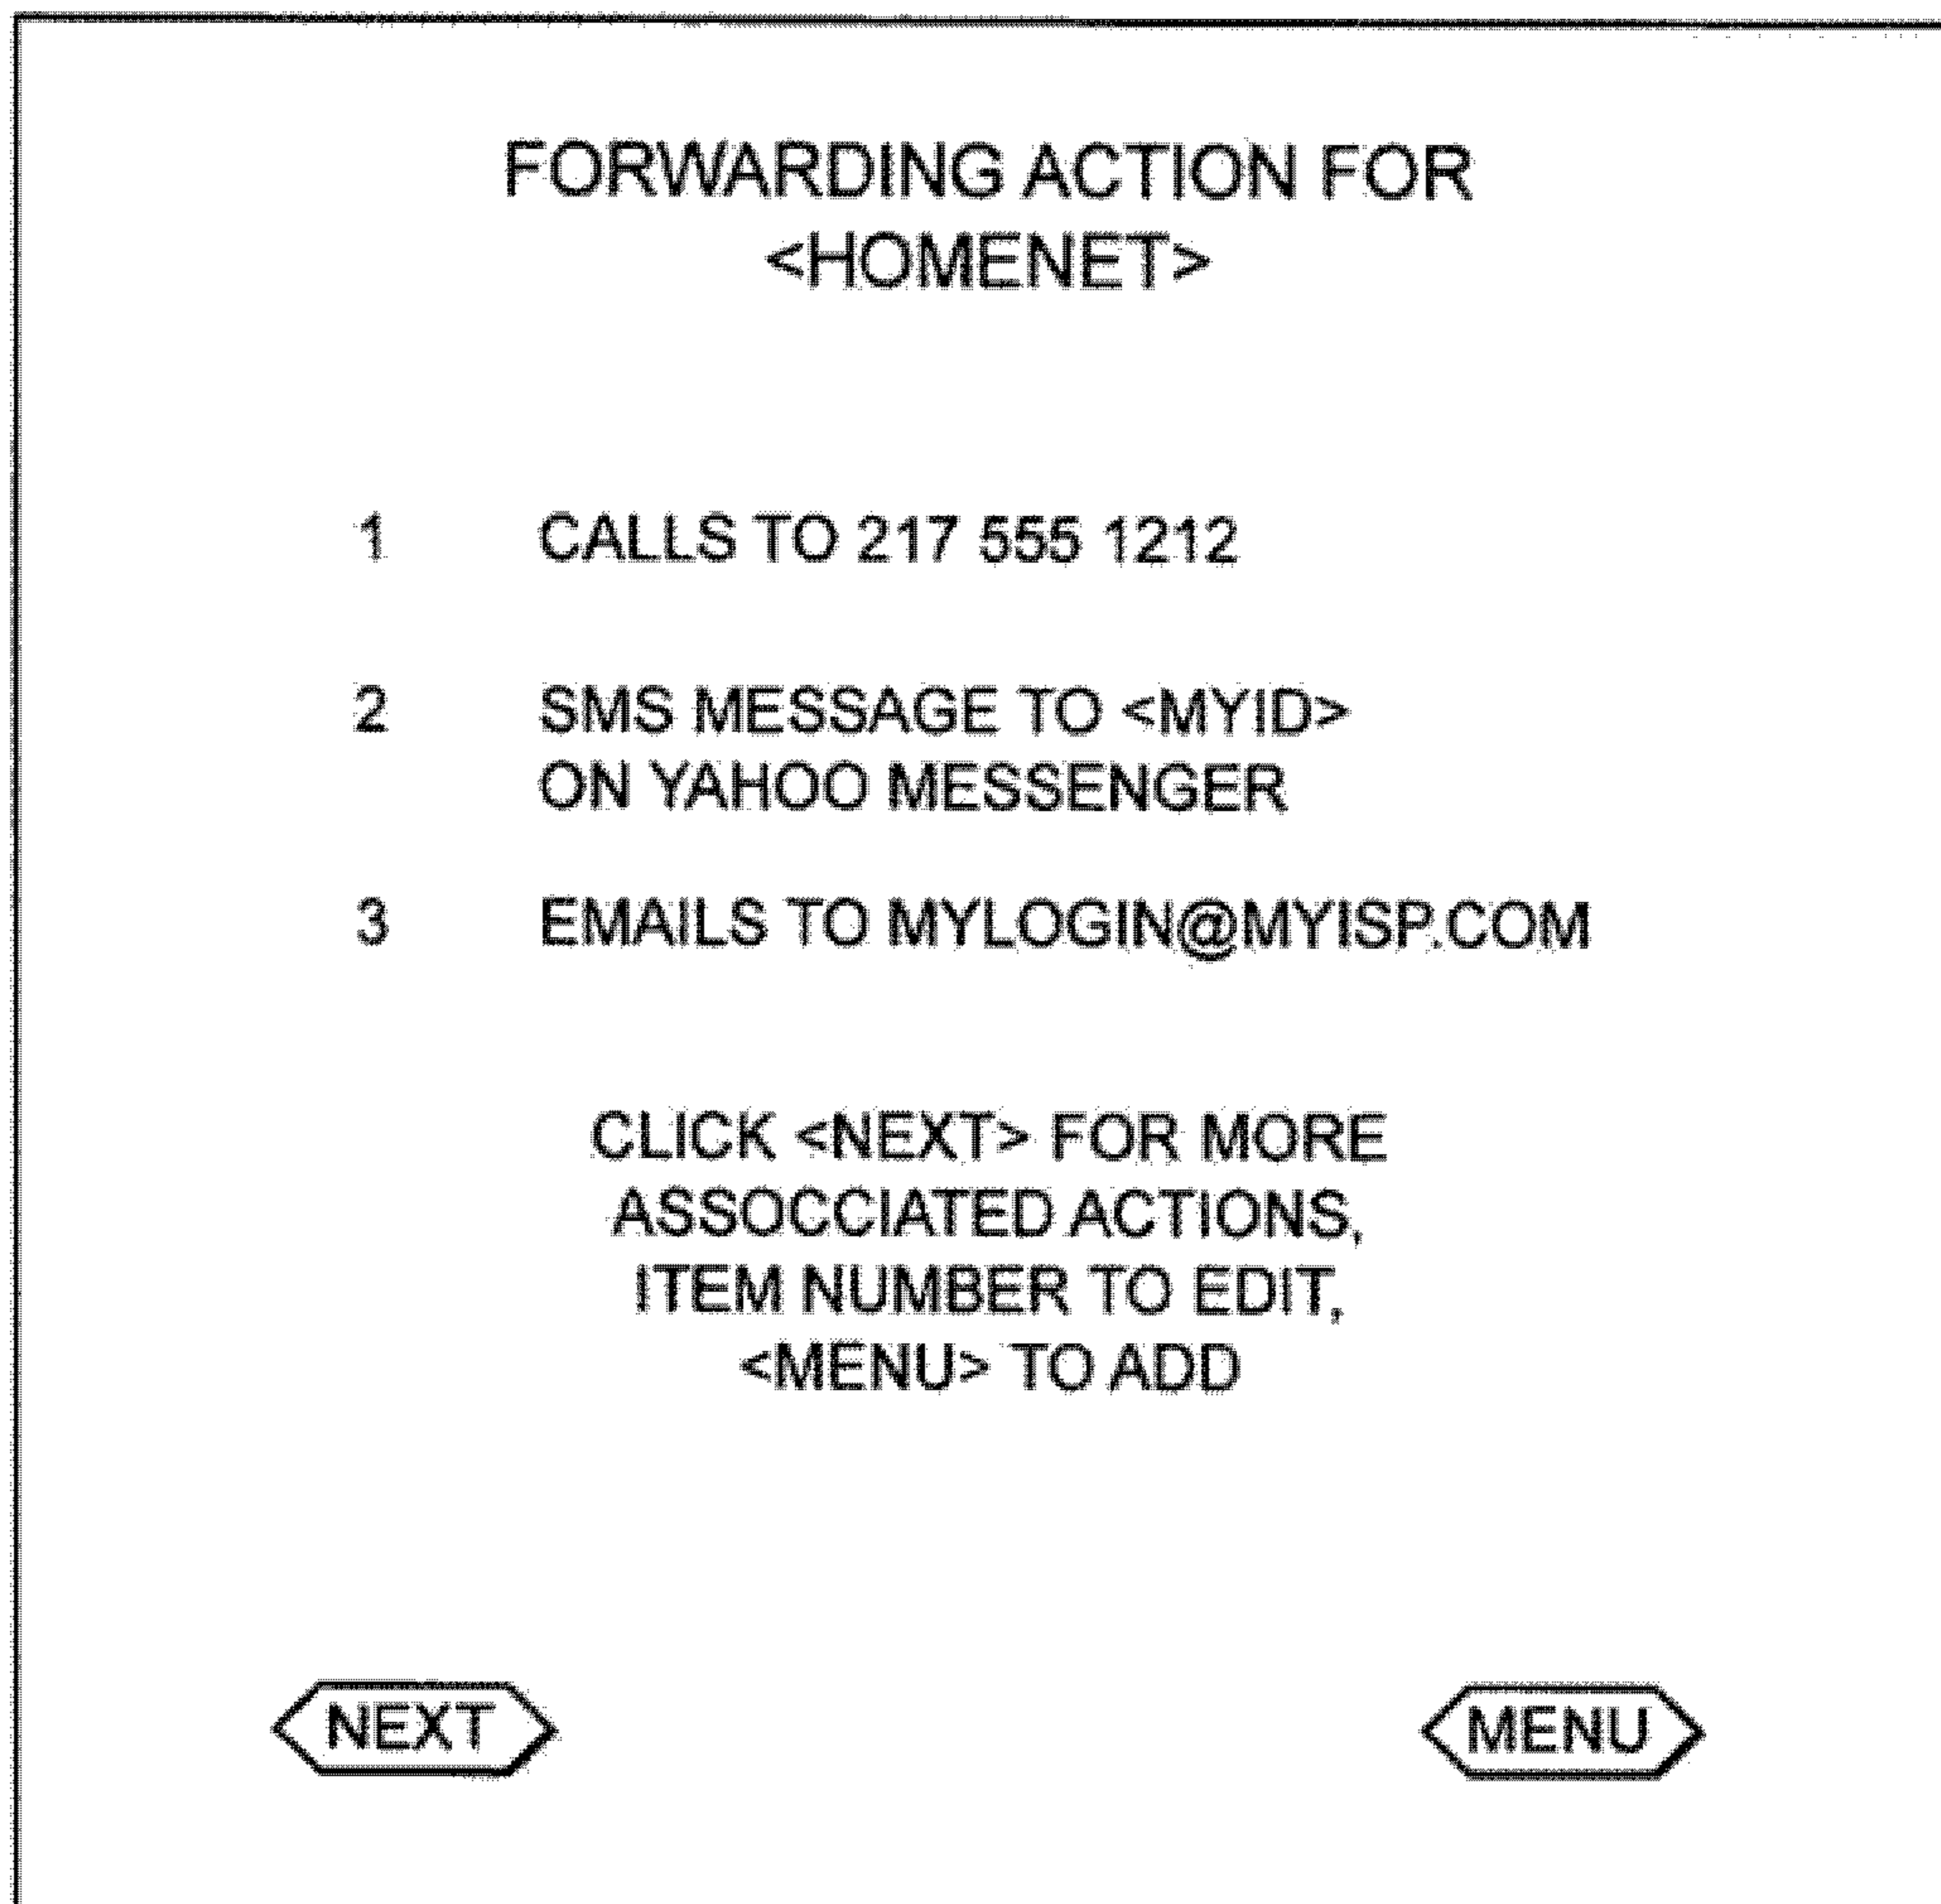 FORWARDING ACTION FOR
<HOMENET>
1 CALLS TO 217 555 1212
2 SMS MESSAGE TO <MYID>
ON YAHOO MESSENGER
3 EMAILS TO MYLOGIN@MYISP.COM
CLICK <NEXT> FOR MORE
ASSOCCIATED ACTIONS,
ITEM NUMBER TO EDIT,
<MENU> TO ADD
NEXT MENU